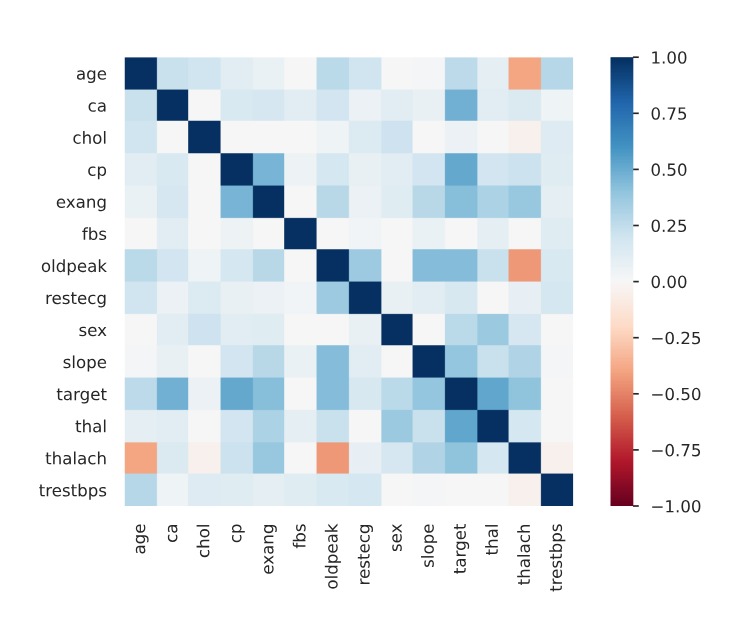 age
ca
chol
cp
exang
fbs
oldpeak
restecg
sex
slope
target
thal
thalach
trestbps
age
ca
chol
cp
exang
fbs
oldpeak
restecg
sex
slope
target
thal
thalach
trestbps
1.00
0.75
0.50
0.25
0.00
−0.25
−0.50
−0.75
−1.00